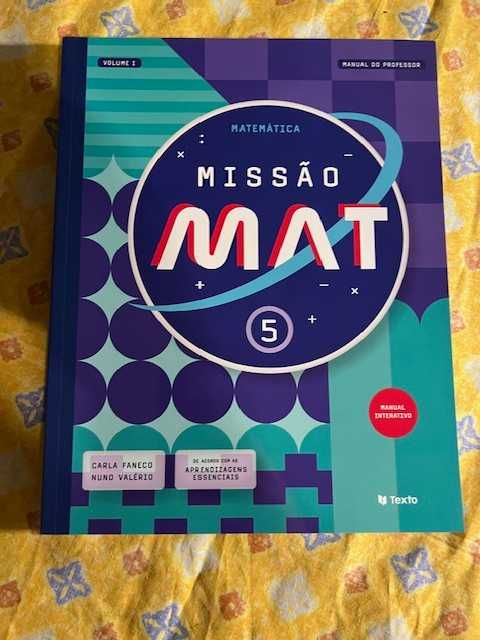 VOLUME I
MANUAL DO PROFESSOR
MATEMÁTICA
MISSÃO
MAT
5
MANUAL
INTERATIVO
CARLA FANECO
NUNO VALÉRIO
DE ACORDO COM AS
APRENDIZAGENS
ESSENCIAIS
Texto